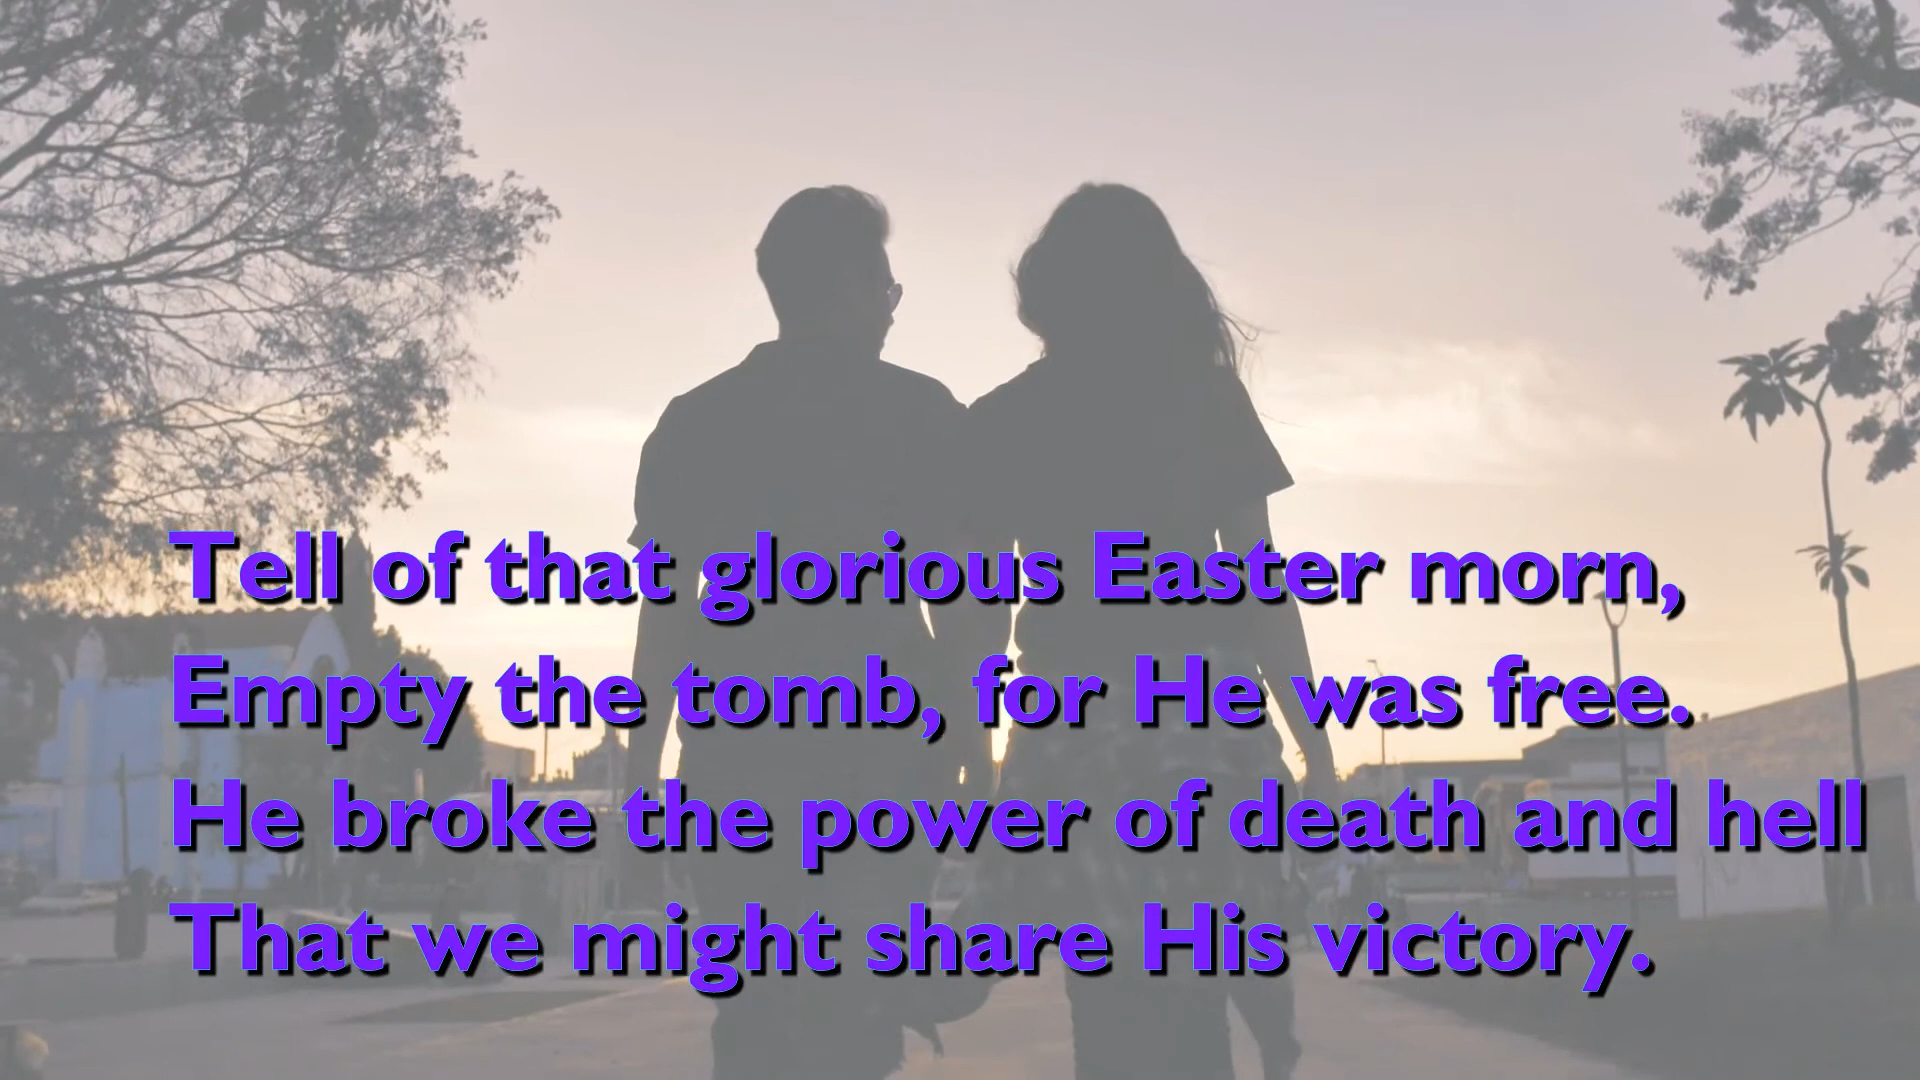 Tell of that glorious Easter morn,
Empty the tomb, for He was free.
He broke the power of death and hell
That we might share His victory.